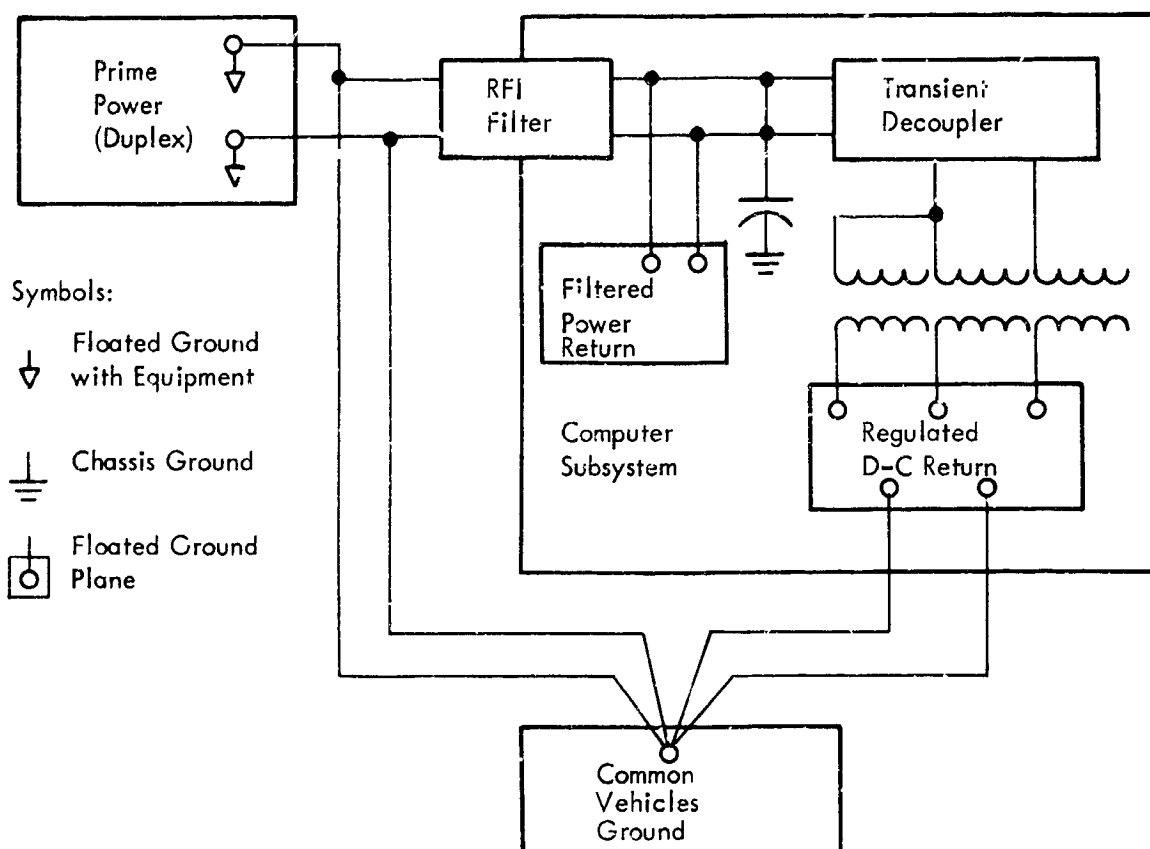 Prime
Power
(Duplex)
RFI
Filter
Transient
Decoupler
Filtered
Power
Return
Symbols:
Floated Ground
with Equipment
Chassis Ground
Floated Ground
Plane
Computer
Subsystem
Regulated
D-C Return
Common
Vehicles
Ground